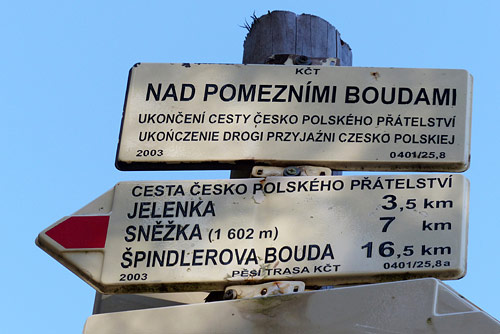 KČT
NAD POMEZNÍMI BOUDAMI
UKONČENÍ CESTY ČESKO POLSKÉHO PŘÁTELSTVÍ
UKOŃCZENIE DROGI PRZYJAŹNI CZESKO POLSKIEJ
2003 0401/25,8
CESTA ČESKO POLSKÉHO PŘÁTELSTVÍ
JELENKA 3,5 km
SNĚŽKA (1 602 m) 7 km
ŠPINDLEROVA BOUDA 16,5 km
2003 PĚŠÍ TRASA KČT 0401/25,8a